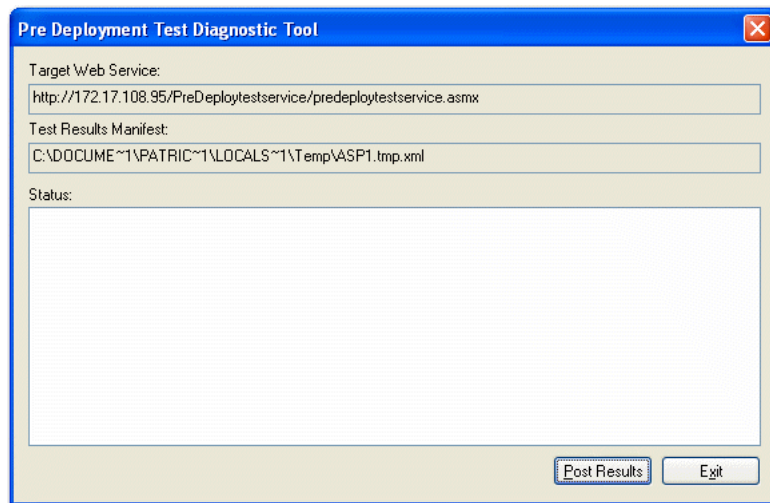 Pre Deployment Test Diagnostic Tool
Target Web Service:
http://172.17.108.95/PreDeploytestservice/predeploytestservice.asmx
Test Results Manifest:
C:\DOCUME~1\PATRIC~1\LOCALS~1\Temp\ASP1.tmp.xml
Status:
Post Results Exit